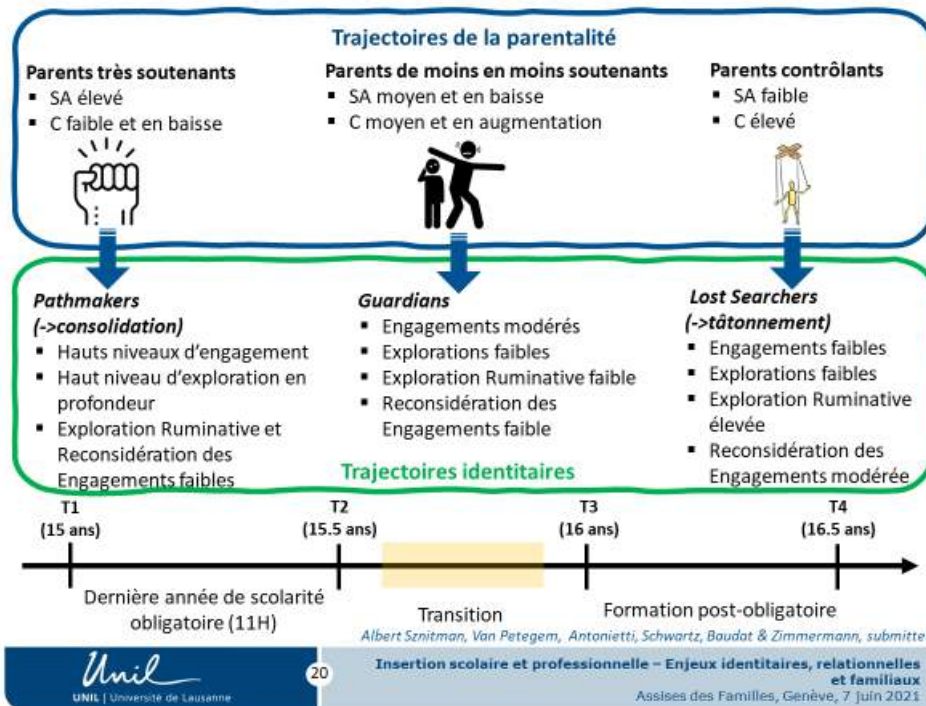 Trajectoires de la parentalité
Parents très soutenants
▪ SA élevé
▪ C faible et en baisse
Parents de moins en moins soutenants
▪ SA moyen et en baisse
▪ C moyen et en augmentation
Parents contrôlants
▪ SA faible
▪ C élevé
Pathmakers
(->consolidation)
▪ Hauts niveaux d'engagement
▪ Haut niveau d'exploration en
profondeur
▪ Exploration Ruminative et
Reconsidération des
Engagements faibles
Guardians
▪ Engagements modérés
▪ Explorations faibles
▪ Exploration Ruminative faible
▪ Reconsidération des
Engagements faible
Lost Searchers
(->tâtonnement)
▪ Engagements faibles
▪ Explorations faibles
▪ Exploration Ruminative
élevée
▪ Reconsidération des
Engagements modérée
Trajectoires identitaires
T1
(15 ans)
T2
(15.5 ans)
T3
(16 ans)
T4
(16.5 ans)
Dernière année de scolarité
obligatoire (11H)
Transition
Formation post-obligatoire
Albert Sznitman, Van Petegem, Antonietti, Schwartz, Baudat & Zimmermann, submitte
Unil
UNIL | Université de Lausanne
20
Insertion scolaire et professionnelle – Enjeux identitaires, relationnelles
et familiaux
Assises des Familles, Genève, 7 juin 2021